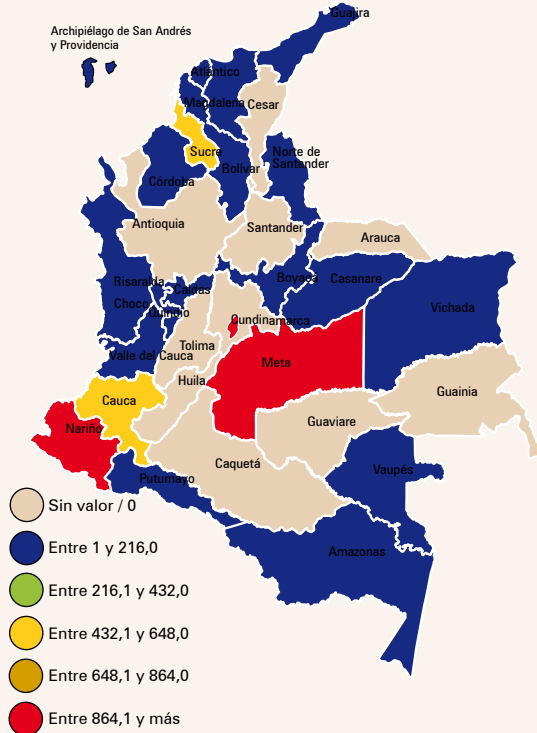 Guajira
Archipiélago de San Andrés
y Providencia
Atlántico
Magdalena
Cesar
Sucre
Norte de
Santander
Bolívar
Córdoba
Antioquia
Santander
Arauca
Risaralda
Caldas
Boyacá
Casanare
Choco
Quindío
Vichada
Cundinamarca
Tolima
Valle del Cauca
Meta
Huila
Cauca
Guainia
Guaviare
Nariño
Caquetá
Vaupés
Putumayo
Sin valor / 0
Entre 1 y 216,0
Amazonas
Entre 216,1 y 432,0
Entre 432,1 y 648,0
Entre 648,1 y 864,0
Entre 864,1 y más